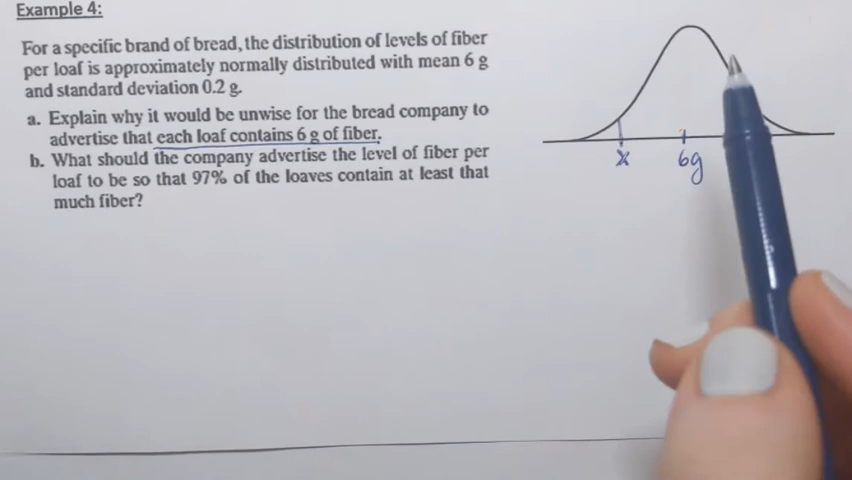 Example 4:
For a specific brand of bread, the distribution of levels of fiber
per loaf is approximately normally distributed with mean 6 g
and standard deviation 0.2 g.
a. Explain why it would be unwise for the bread company to
advertise that each loaf contains 6 g of fiber.
b. What should the company advertise the level of fiber per
loaf to be so that 97% of the loaves contain at least that
much fiber?
x 6g